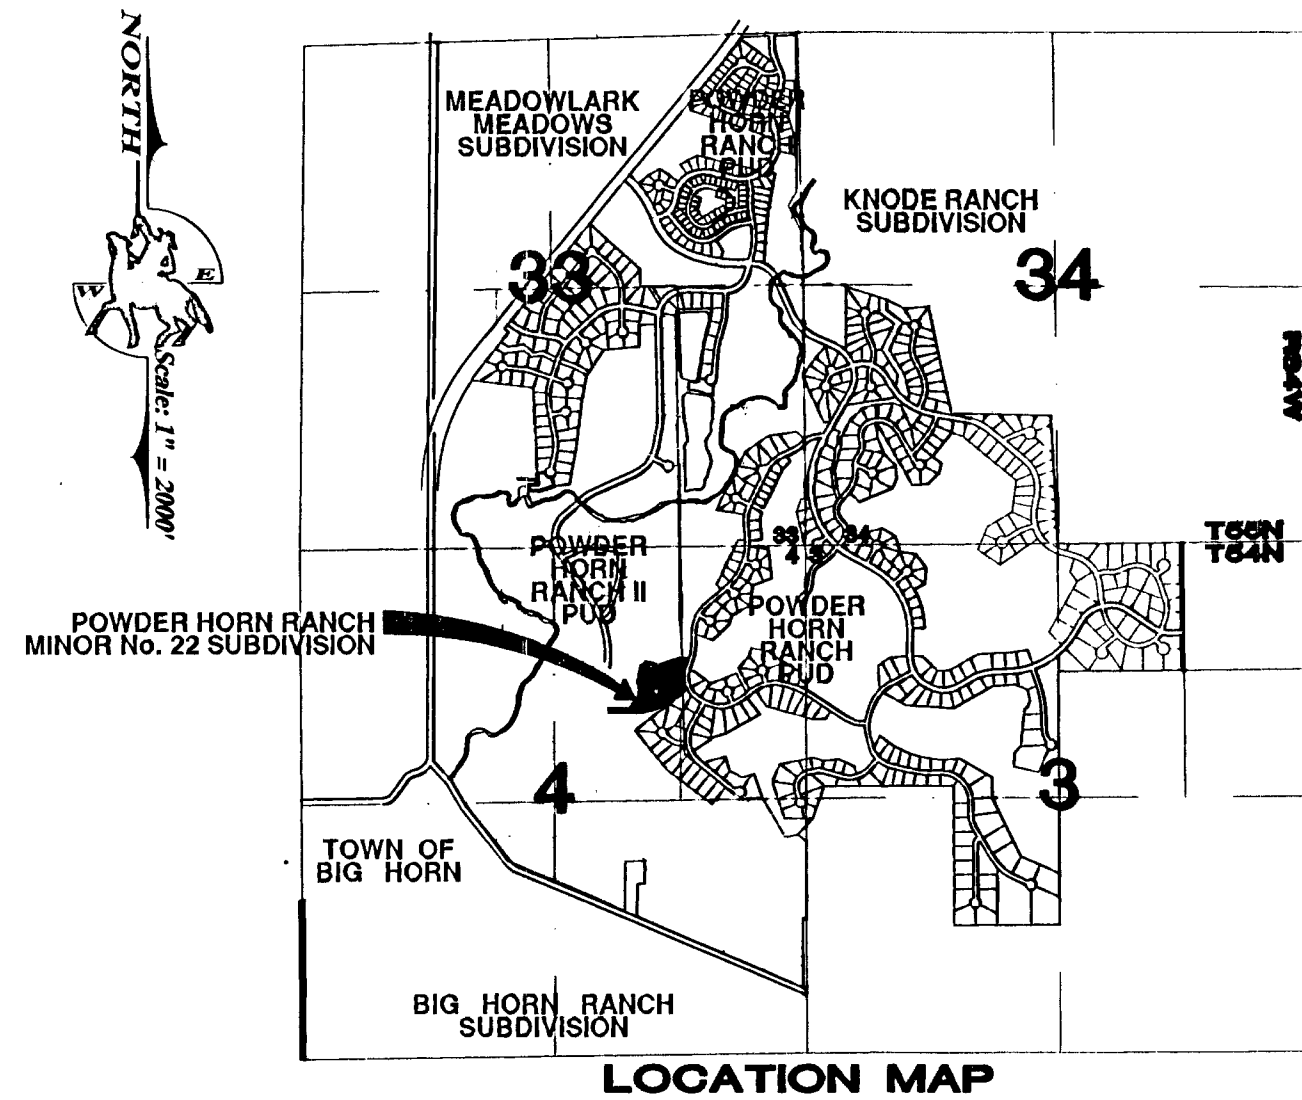 NORTH
W
E
Scale: 1" = 2000'
MEADOWLARK
MEADOWS
SUBDIVISION
POWDER
HORN
RANCH
PUD
KNODE RANCH
SUBDIVISION
33
34
R84W
33
34
4
3
T55N
T54N
POWDER
HORN
RANCH II
PUD
POWDER
HORN
RANCH
PUD
POWDER HORN RANCH
MINOR No. 22 SUBDIVISION
4
3
TOWN OF
BIG HORN
BIG HORN RANCH
SUBDIVISION
LOCATION MAP